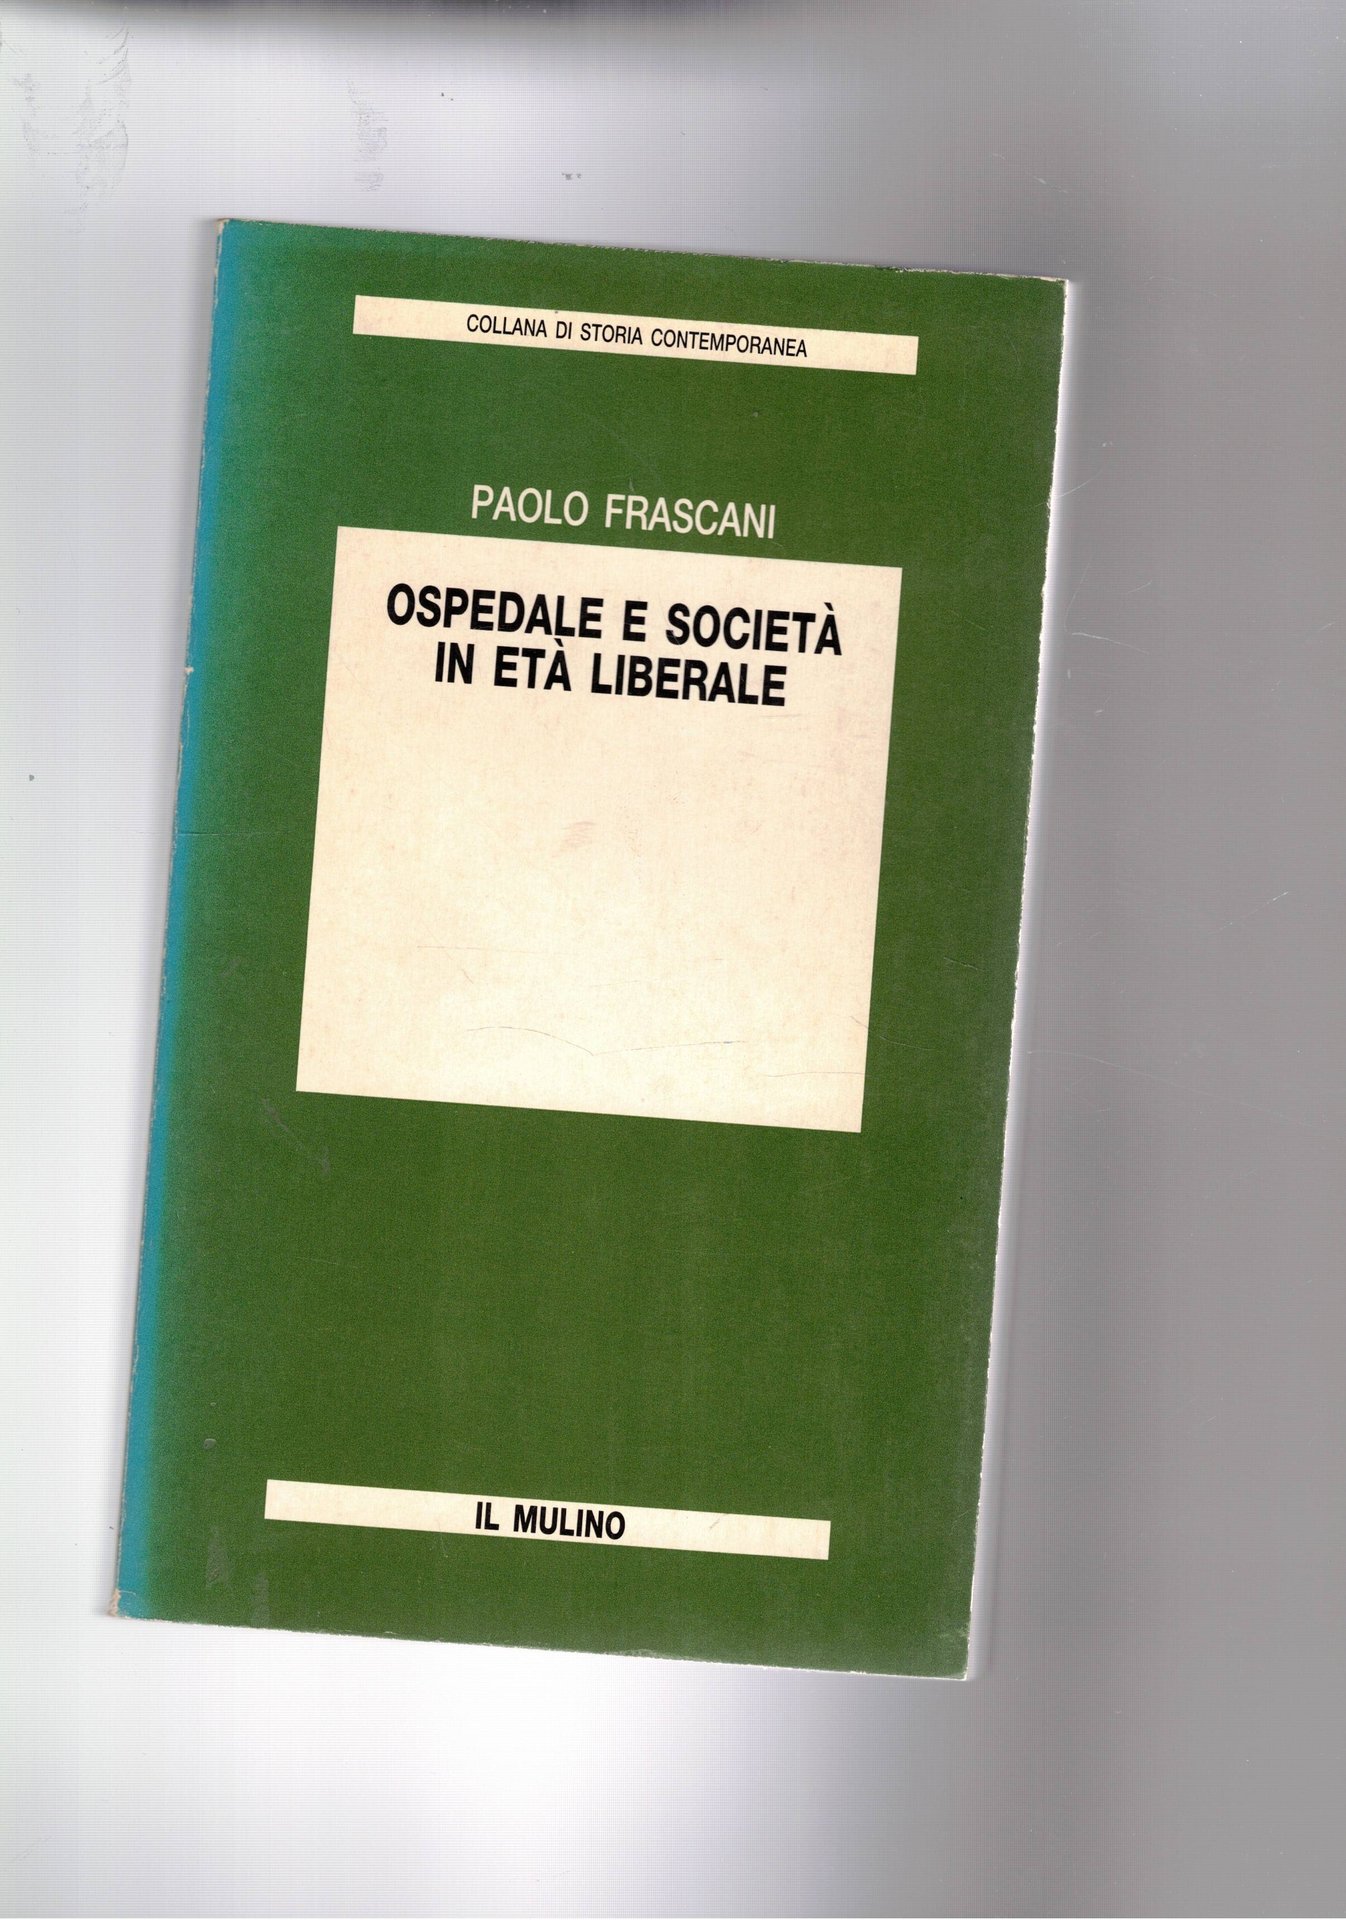 COLLANA DI STORIA CONTEMPORANEA
PAOLO FRASCANI
OSPEDALE E SOCIETÀ
IN ETÀ LIBERALE
IL MULINO